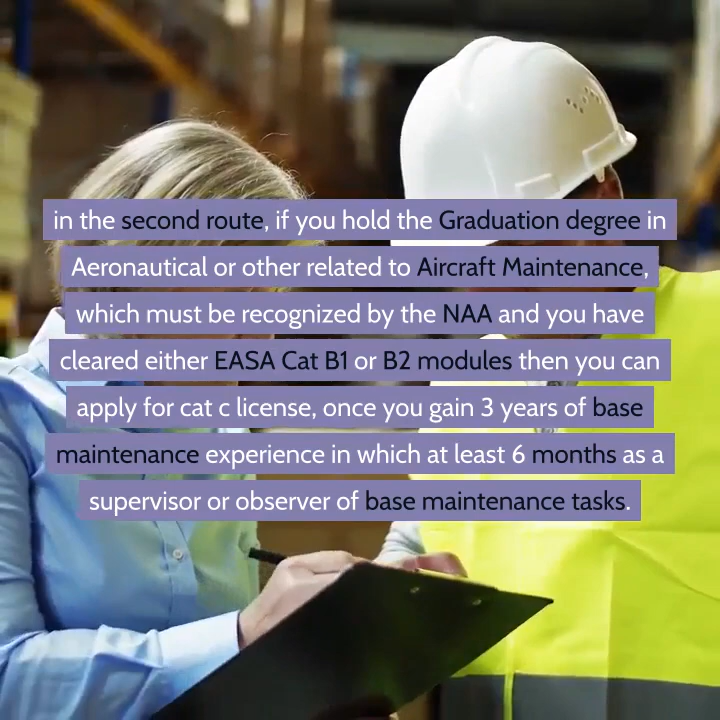 in the second route, if you hold the Graduation degree in
Aeronautical or other related to Aircraft Maintenance,
which must be recognized by the NAA and you have
cleared either EASA Cat B1 or B2 modules then you can
apply for cat c license, once you gain 3 years of base
maintenance experience in which at least 6 months as a
supervisor or observer of base maintenance tasks.